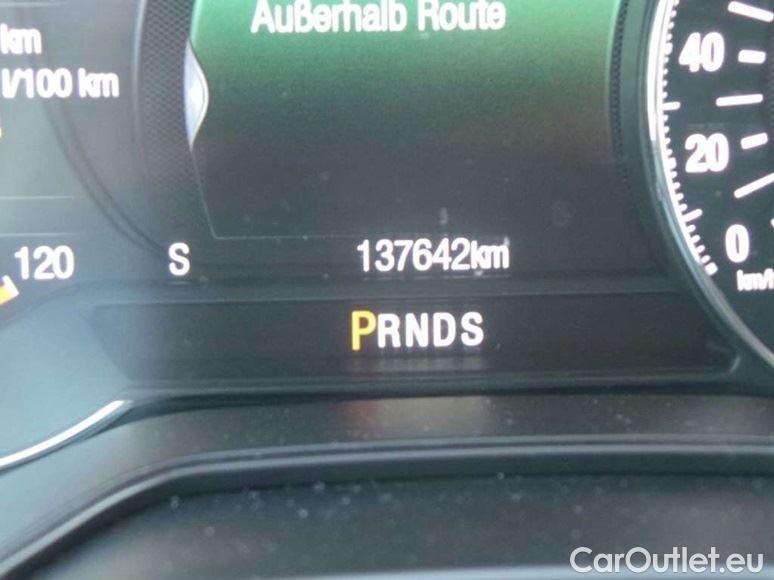 Außerhalb Route
km
l/100 km
40
20
0
km/h
120
S
137642km
PRNDS
CarOutlet.eu